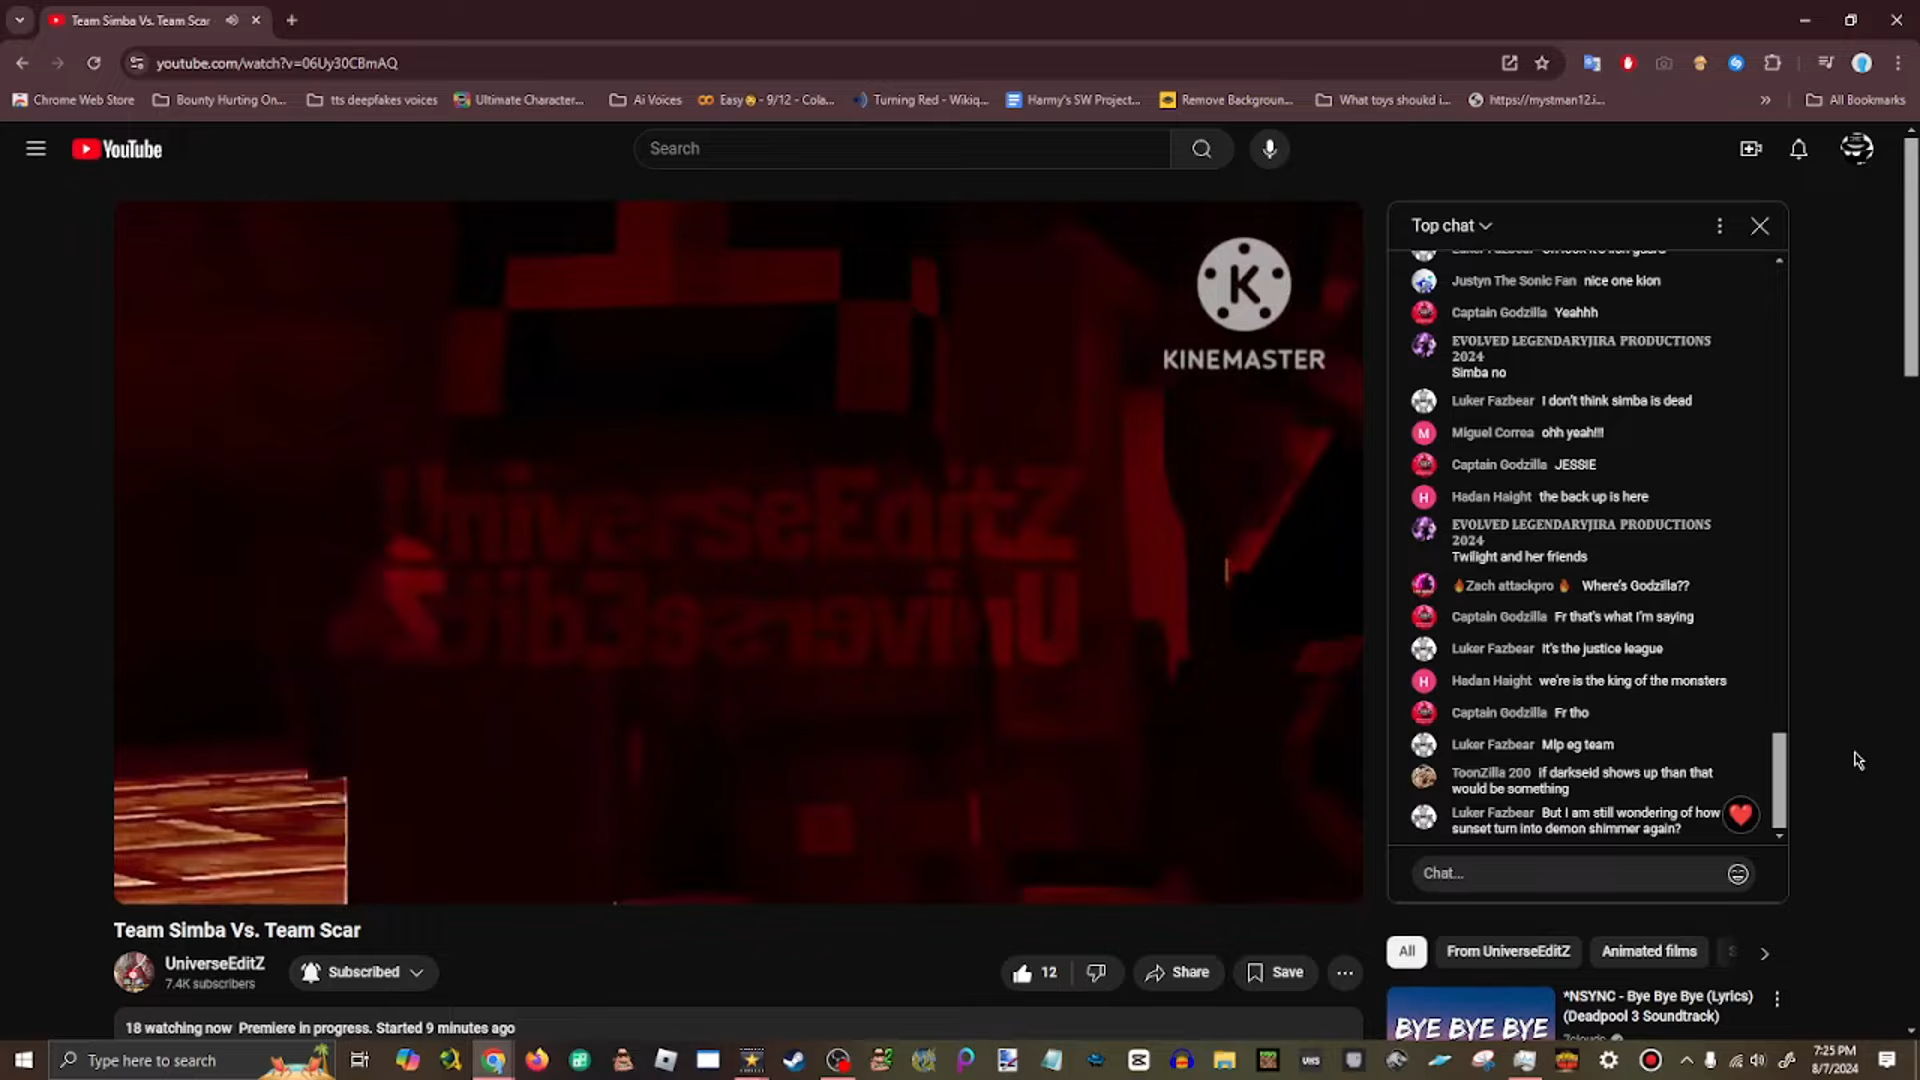 Team Simba Vs. Team Scar
youtube.com/watch?v=06Uy30CBmAQ
Chrome Web Store
Bounty Hurting On...
tts deepfakes voices
Ultimate Character...
Ai Voices
Easy - 9/12 - Cola...
Turning Red - Wikiq...
Harmy's SW Project...
Remove Backgroun...
What toys shoukd i...
https://mystman12.i...
All Bookmarks
YouTube
Search
KINEMASTER
UniverseEditZ
UniverseEditZ
Top chat
Justyn The Sonic Fan nice one kion
Captain Godzilla Yeahhh
EVOLVED LEGENDARYJIRA PRODUCTIONS
2024
Simba no
Luker Fazbear I don't think simba is dead
Miguel Correa ohh yeah!!!
Captain Godzilla JESSIE
Hadan Haight the back up is here
EVOLVED LEGENDARYJIRA PRODUCTIONS
2024
Twilight and her friends
🔥Zach attackpro🔥 Where's Godzilla??
Captain Godzilla Fr that's what I'm saying
Luker Fazbear It's the justice league
Hadan Haight we're is the king of the monsters
Captain Godzilla Fr tho
Luker Fazbear Mlp eg team
ToonZilla 200 if darkseid shows up than that
would be something
Luker Fazbear But I am still wondering of how
sunset turn into demon shimmer again?
Chat...
Team Simba Vs. Team Scar
UniverseEditZ
7.4K subscribers
Subscribed
12
Share
Save
18 watching now Premiere in progress. Started 9 minutes ago
All
From UniverseEditZ
Animated films
*NSYNC - Bye Bye Bye (Lyrics)
(Deadpool 3 Soundtrack)
BYE BYE BYE
Type here to search
7:25 PM
8/7/2024